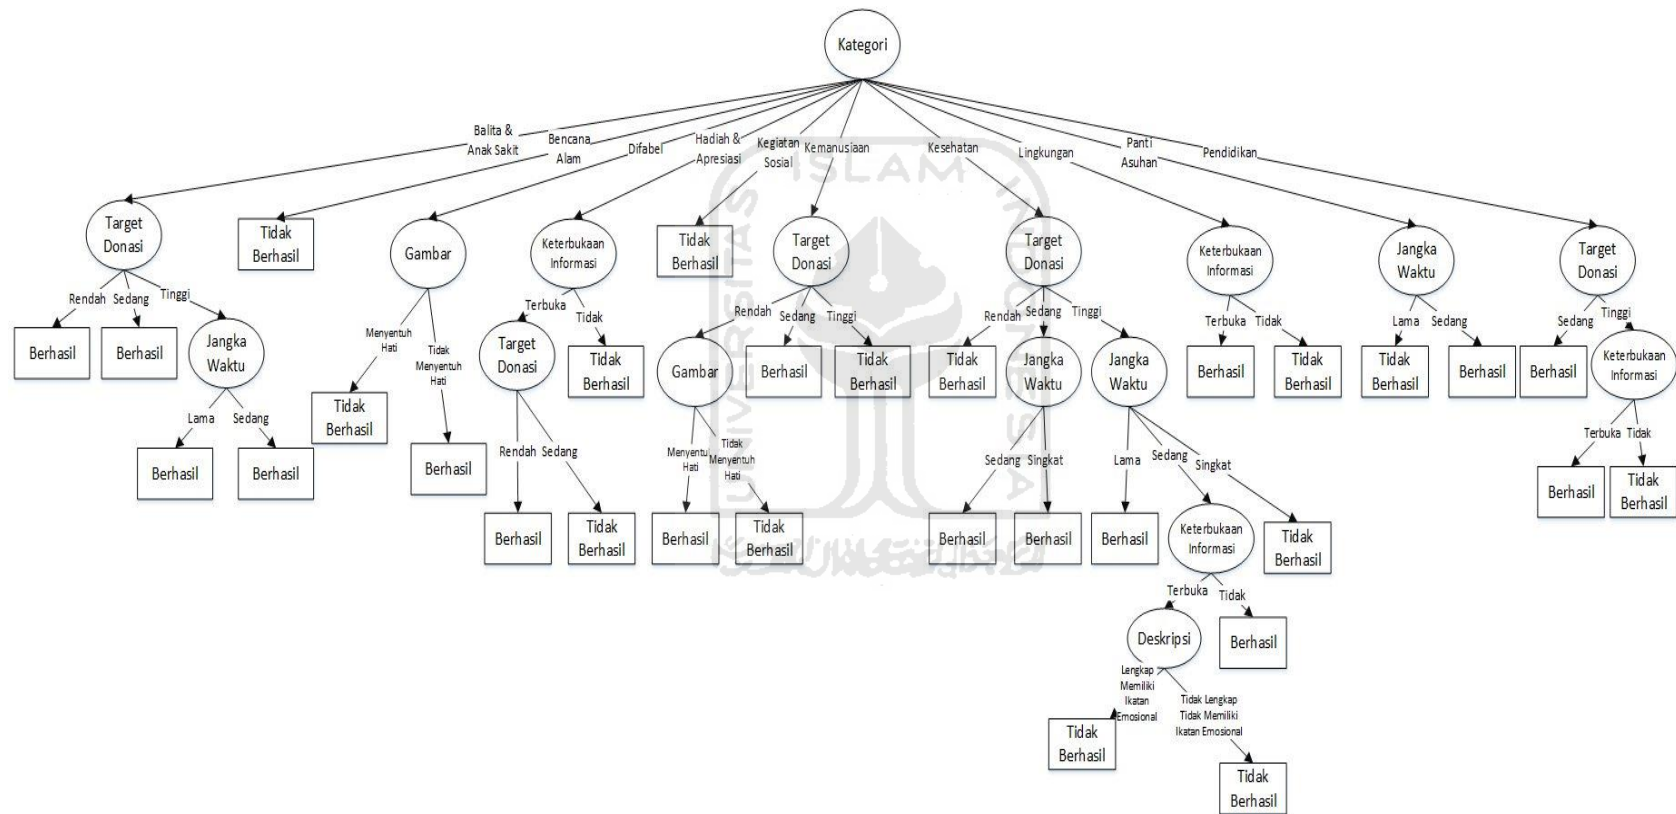 Kategori
Balita &
Anak Sakit
Bencana
Alam
Difabel
Hadiah &
Apresiasi
Kegiatan
Sosial
Kemanusiaan
Kesehatan
Lingkungan
Panti
Asuhan
Pendidikan
ISLAM
UNIVERSITAS
INDONESIA
Target
Donasi
Tidak
Berhasil
Gambar
Keterbukaan
Informasi
Tidak
Berhasil
Target
Donasi
Target
Donasi
Keterbukaan
Informasi
Jangka
Waktu
Target
Donasi
Rendah
Sedang
Tinggi
Berhasil
Berhasil
Jangka
Waktu
Lama
Sedang
Berhasil
Berhasil
Menyentuh
Hati
Tidak
Menyentuh
Hati
Tidak
Berhasil
Berhasil
Terbuka
Tidak
Target
Donasi
Tidak
Berhasil
Rendah
Sedang
Berhasil
Tidak
Berhasil
Rendah
Sedang
Tinggi
Gambar
Berhasil
Tidak
Berhasil
Menyentu
Hati
Tidak
Menyentuh
Hati
Berhasil
Tidak
Berhasil
Rendah
Sedang
Tinggi
Tidak
Berhasil
Jangka
Waktu
Jangka
Waktu
Sedang
Singkat
Berhasil
Berhasil
Lama
Sedang
Singkat
Berhasil
Keterbukaan
Informasi
Tidak
Berhasil
Terbuka
Tidak
Deskripsi
Berhasil
Lengkap
Memiliki
Ikatan
Emosional
Tidak Lengkap
Tidak Memiliki
Ikatan Emosional
Tidak
Berhasil
Tidak
Berhasil
Terbuka
Tidak
Berhasil
Tidak
Berhasil
Lama
Sedang
Tidak
Berhasil
Berhasil
Sedang
Tinggi
Berhasil
Keterbukaan
Informasi
Terbuka
Tidak
Berhasil
Tidak
Berhasil